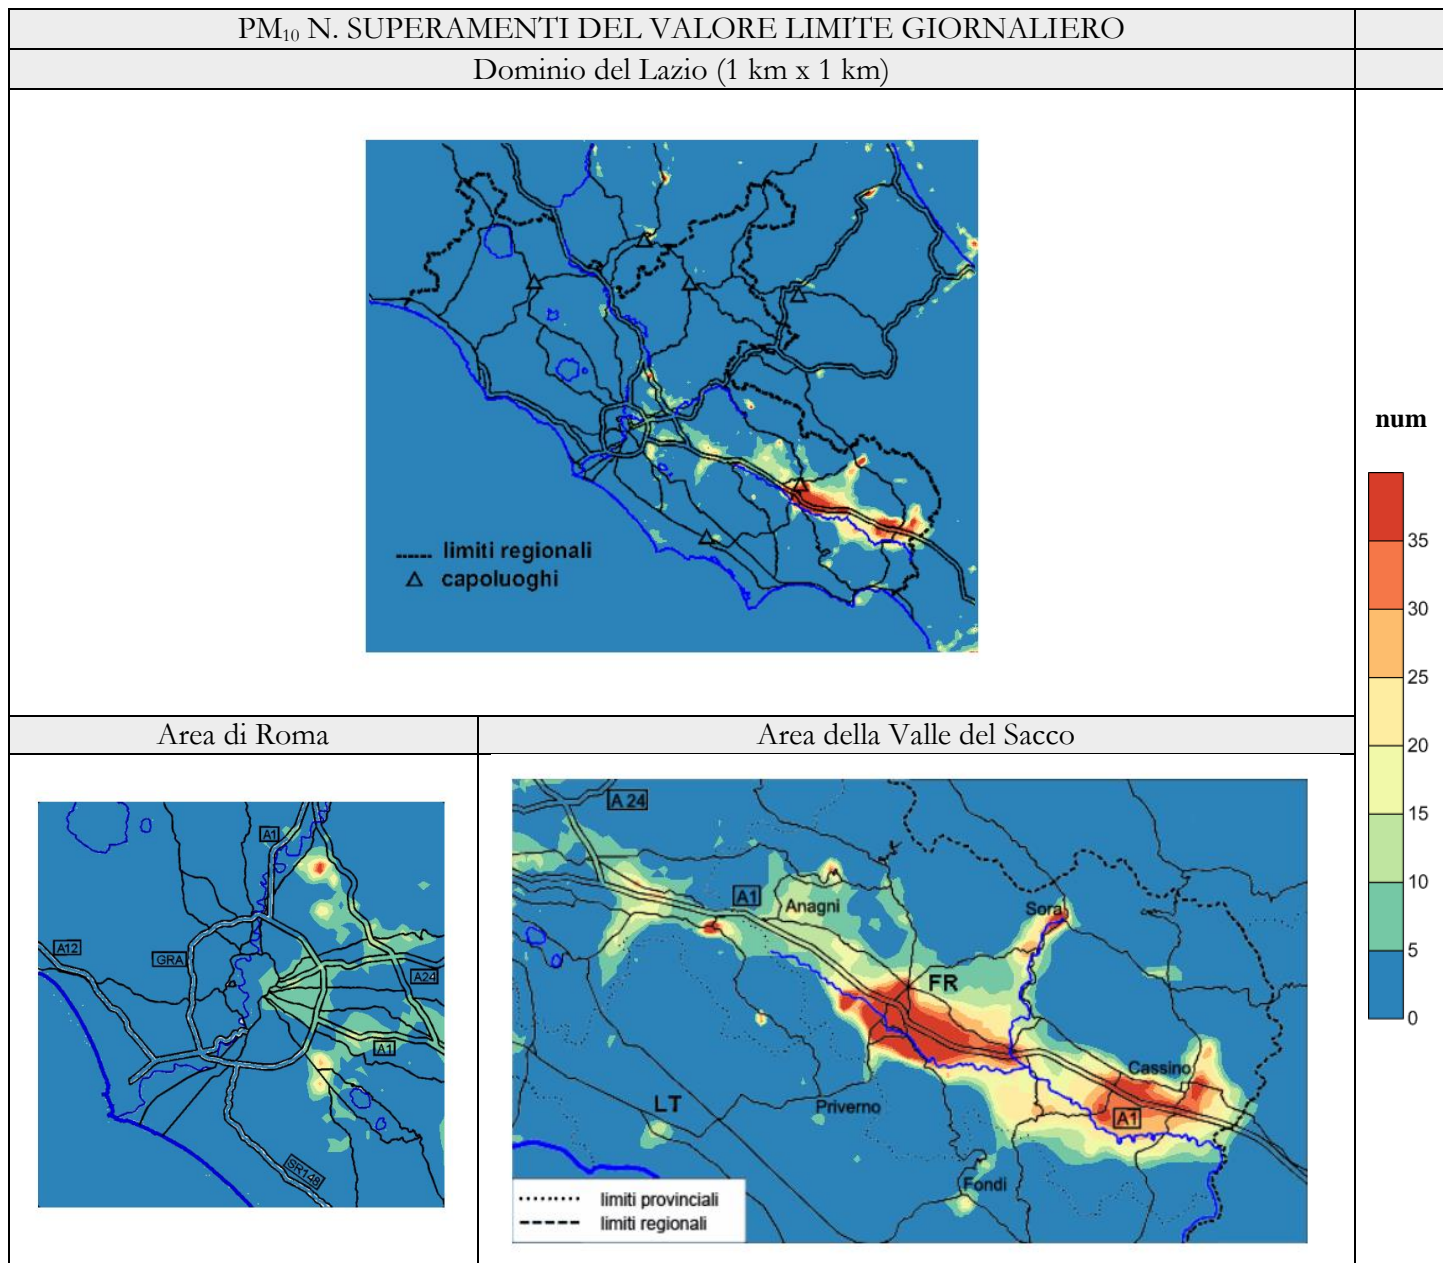 PM₁₀ N. SUPERAMENTI DEL VALORE LIMITE GIORNALIERO
Dominio del Lazio (1 km x 1 km)
limiti regionali
capoluoghi
num
35
30
25
20
15
10
5
0
Area di Roma
Area della Valle del Sacco
A1
A12
GRA
A24
A1
SR148
A 24
A1
Anagni
Sora
FR
Cassino
A1
LT
Priverno
Fondi
limiti provinciali
limiti regionali